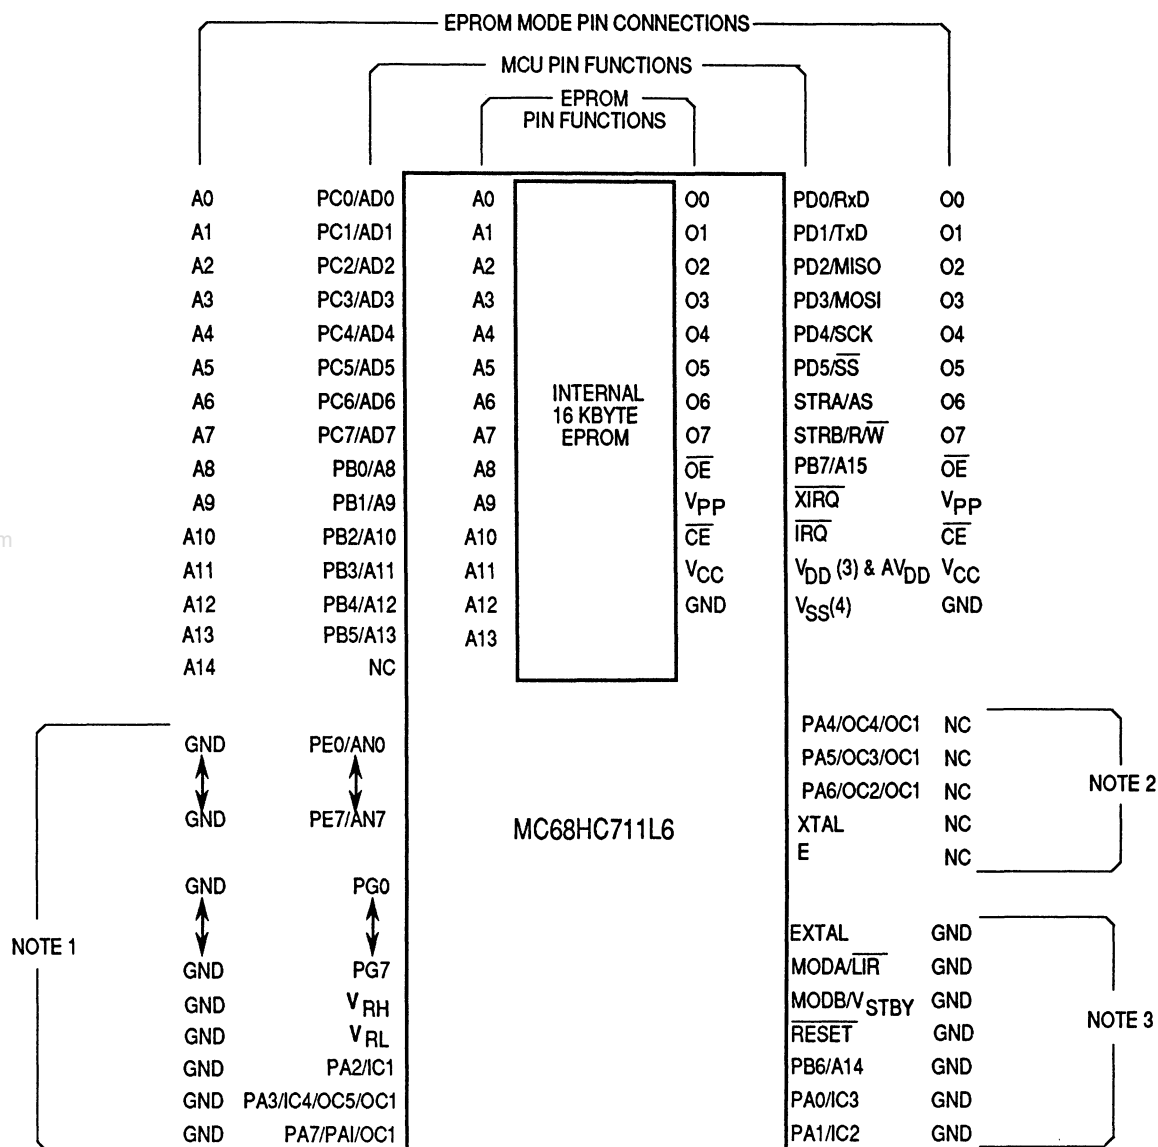 EPROM MODE PIN CONNECTIONS
MCU PIN FUNCTIONS
EPROM
PIN FUNCTIONS
A0 PC0/AD0 A0 O0 PD0/RxD O0
A1 PC1/AD1 A1 O1 PD1/TxD O1
A2 PC2/AD2 A2 O2 PD2/MISO O2
A3 PC3/AD3 A3 O3 PD3/MOSI O3
A4 PC4/AD4 A4 O4 PD4/SCK O4
A5 PC5/AD5 A5 O5 PD5/S̅S̅ O5
INTERNAL
A6 PC6/AD6 A6 16 KBYTE O6 STRA/AS O6
A7 PC7/AD7 A7 EPROM O7 STRB/R/W̅ O7
A8 PB0/A8 A8 O̅E̅ PB7/A15 O̅E̅
A9 PB1/A9 A9 VPP X̅I̅R̅Q̅ VPP
A10 PB2/A10 A10 C̅E̅ I̅R̅Q̅ C̅E̅
A11 PB3/A11 A11 VCC VDD (3) & AVDD VCC
A12 PB4/A12 A12 GND VSS(4) GND
A13 PB5/A13 A13
A14 NC
PA4/OC4/OC1 NC
GND PE0/AN0
PA5/OC3/OC1 NC
PA6/OC2/OC1 NC NOTE 2
GND PE7/AN7 MC68HC711L6 XTAL NC
E NC
GND PG0
NOTE 1 EXTAL GND
GND PG7 MODA/L̅I̅R̅ GND
GND VRH MODB/VSTBY GND
NOTE 3
GND VRL R̅E̅S̅E̅T̅ GND
GND PA2/IC1 PB6/A14 GND
GND PA3/IC4/OC5/OC1 PA0/IC3 GND
GND PA7/PAI/OC1 PA1/IC2 GND